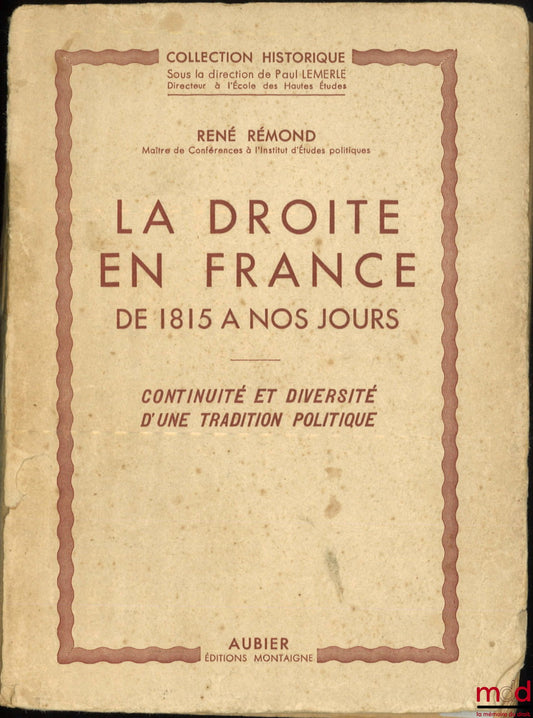 COLLECTION HISTORIQUE
Sous la direction de Paul LEMERLE
Directeur à l'École des Hautes Études
RENÉ RÉMOND
Maître de Conférences à l'Institut d'Études politiques
LA DROITE
EN FRANCE
DE 1815 A NOS JOURS
CONTINUITÉ ET DIVERSITÉ
D'UNE TRADITION POLITIQUE
AUBIER
ÉDITIONS MONTAIGNE
mdd
la mémoire du droit